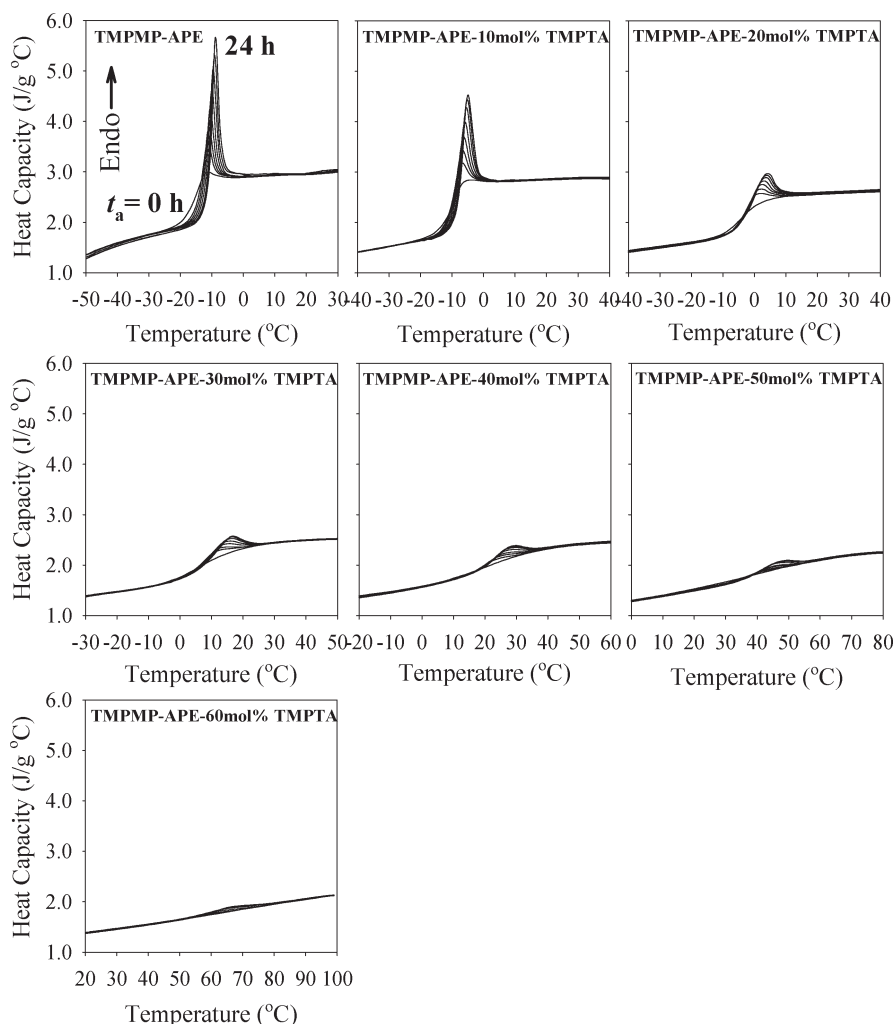 TMPMP-APE
24 h
Endo
ta= 0 h
Heat Capacity (J/g °C)
6.0
5.0
4.0
3.0
2.0
1.0
-50 -40 -30 -20 -10 0 10 20 30
Temperature (°C)
TMPMP-APE-10mol% TMPTA
-40 -30 -20 -10 0 10 20 30 40
Temperature (°C)
TMPMP-APE-20mol% TMPTA
-40 -30 -20 -10 0 10 20 30 40
Temperature (°C)
TMPMP-APE-30mol% TMPTA
Heat Capacity (J/g °C)
6.0
5.0
4.0
3.0
2.0
1.0
-30 -20 -10 0 10 20 30 40 50
Temperature (°C)
TMPMP-APE-40mol% TMPTA
-20 -10 0 10 20 30 40 50 60
Temperature (°C)
TMPMP-APE-50mol% TMPTA
0 10 20 30 40 50 60 70 80
Temperature (°C)
TMPMP-APE-60mol% TMPTA
Heat Capacity (J/g °C)
6.0
5.0
4.0
3.0
2.0
1.0
20 30 40 50 60 70 80 90 100
Temperature (°C)